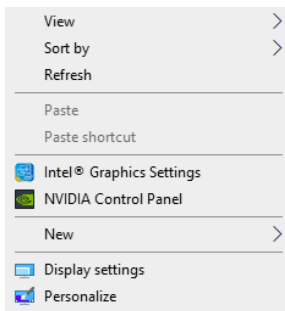 View
Sort by
Refresh
Paste
Paste shortcut
Intel® Graphics Settings
NVIDIA Control Panel
New
Display settings
Personalize